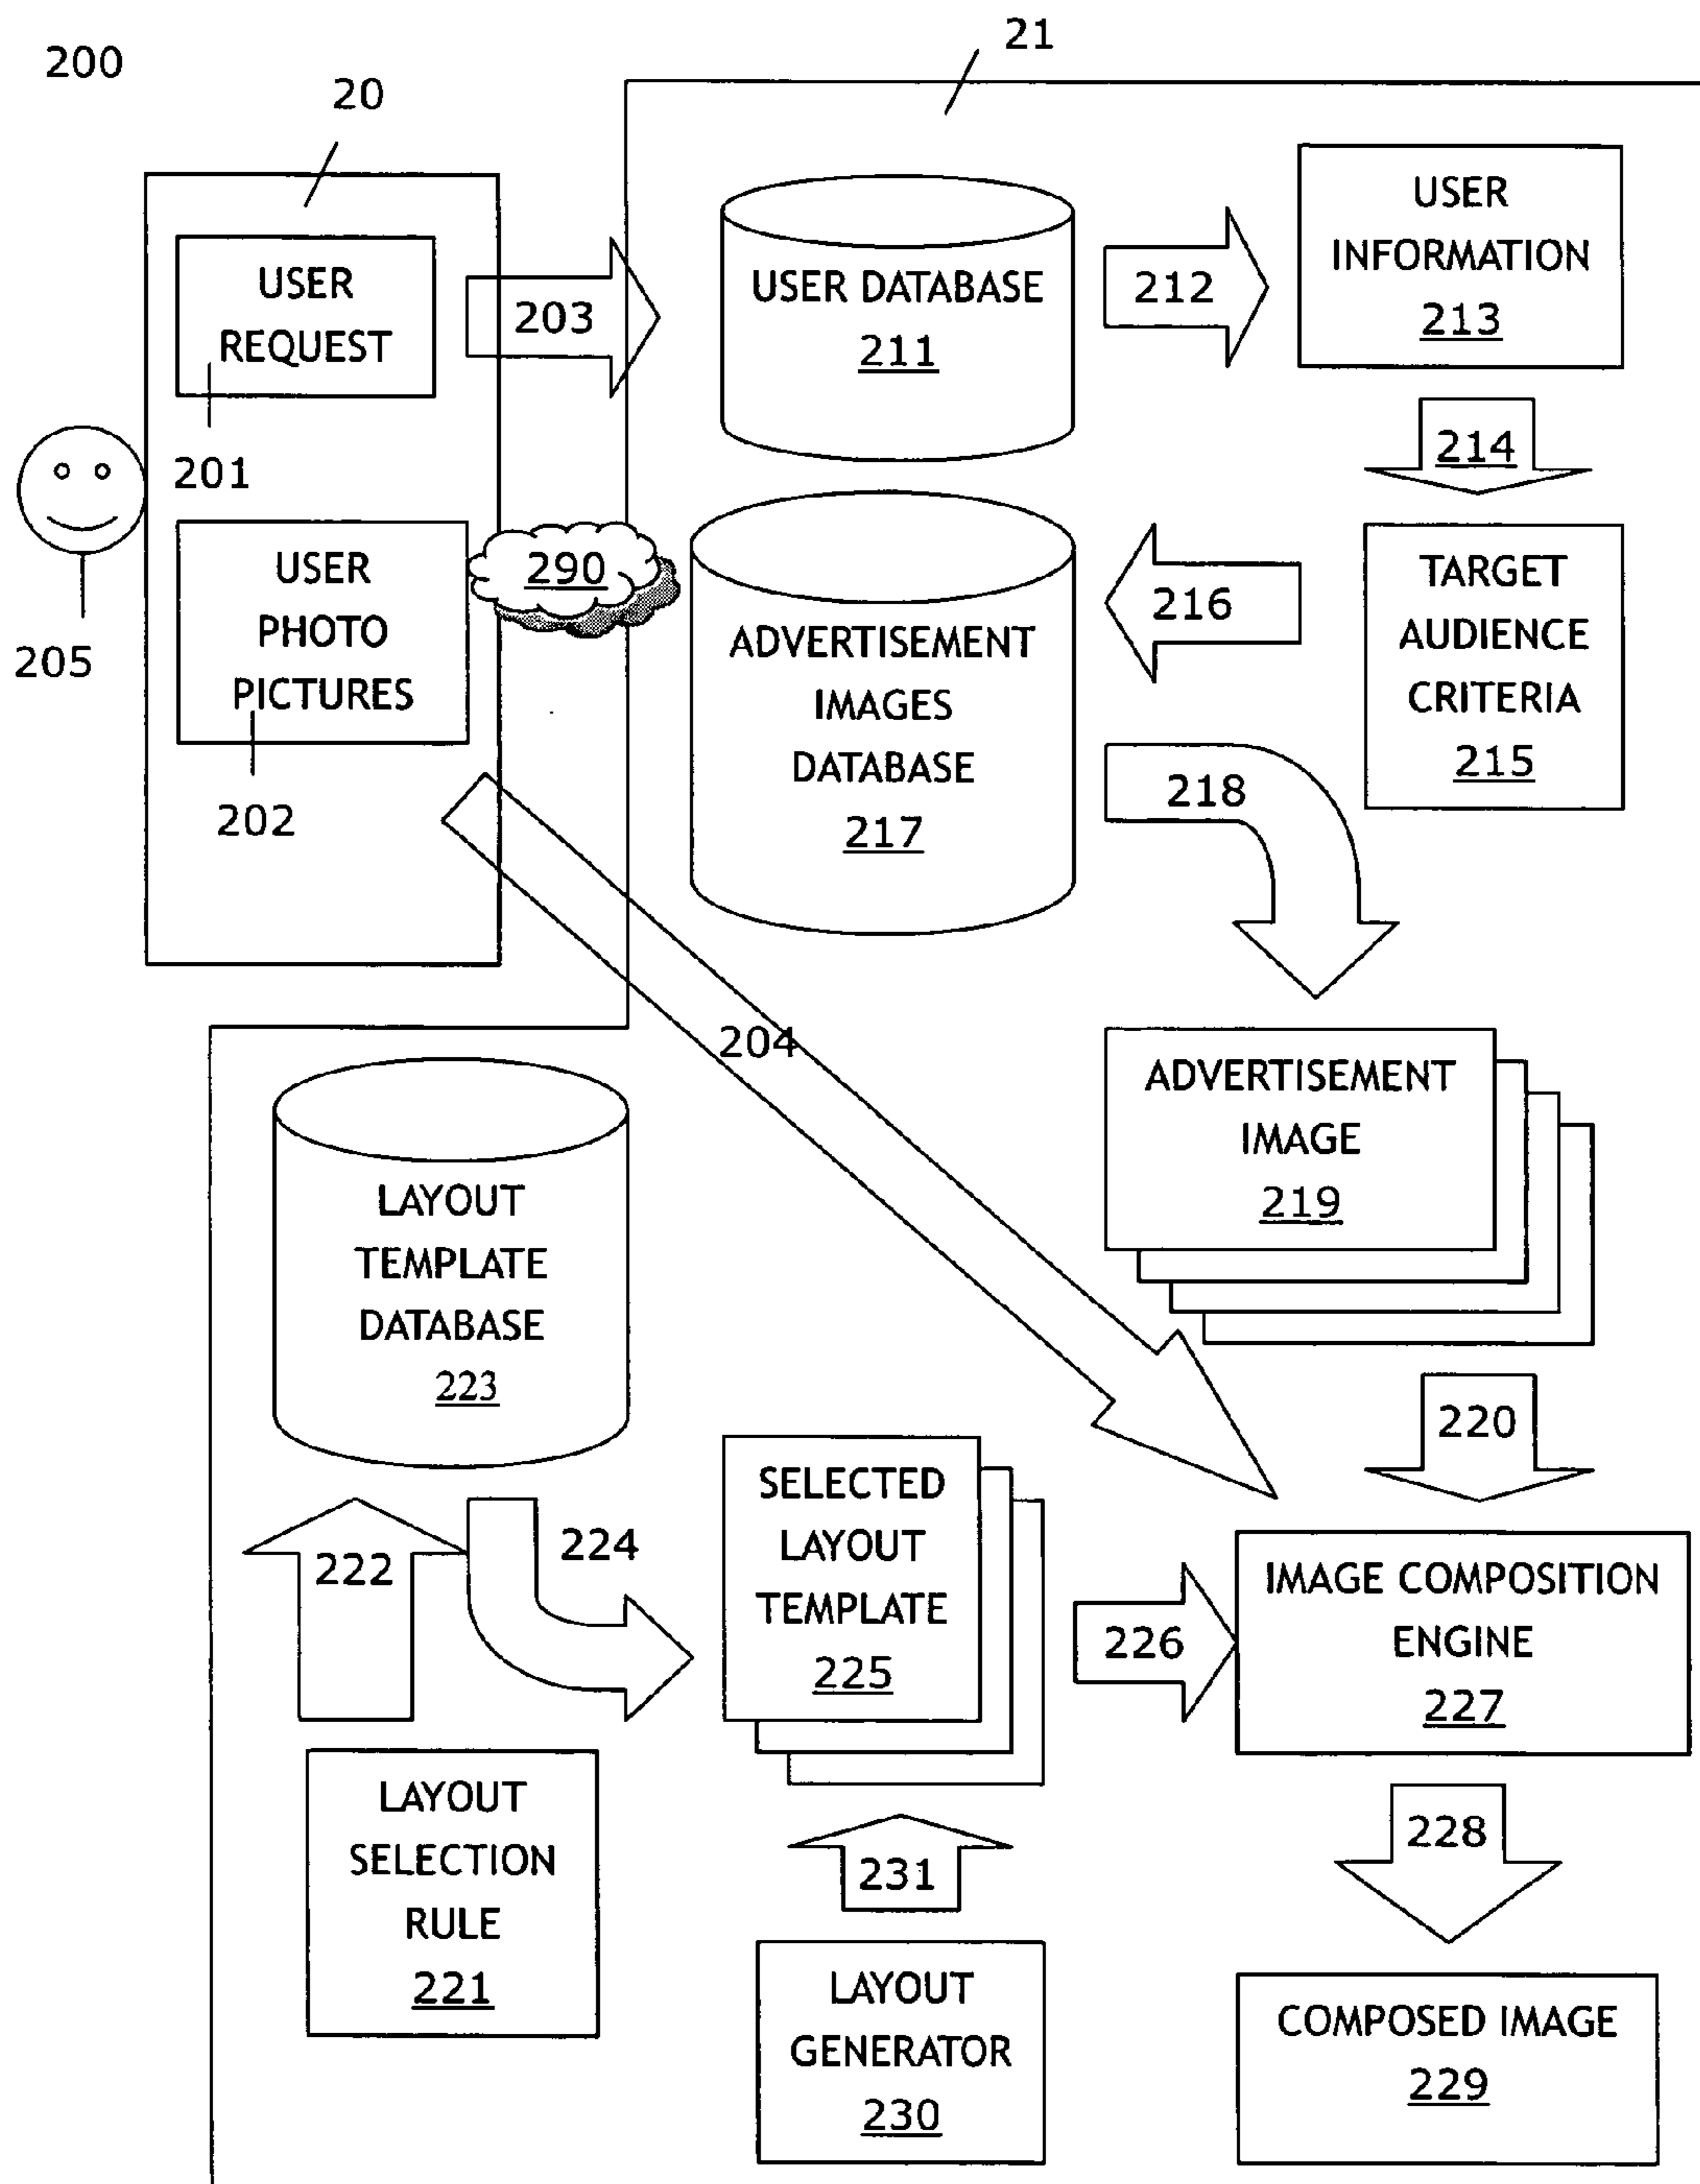 200
20
21
USER
REQUEST
201
203
USER DATABASE
211
212
USER
INFORMATION
213
214
205
USER
PHOTO
PICTURES
202
290
ADVERTISEMENT
IMAGES
DATABASE
217
216
TARGET
AUDIENCE
CRITERIA
215
218
204
ADVERTISEMENT
IMAGE
219
220
LAYOUT
TEMPLATE
DATABASE
223
222
224
SELECTED
LAYOUT
TEMPLATE
225
226
IMAGE COMPOSITION
ENGINE
227
228
LAYOUT
SELECTION
RULE
221
231
LAYOUT
GENERATOR
230
COMPOSED IMAGE
229